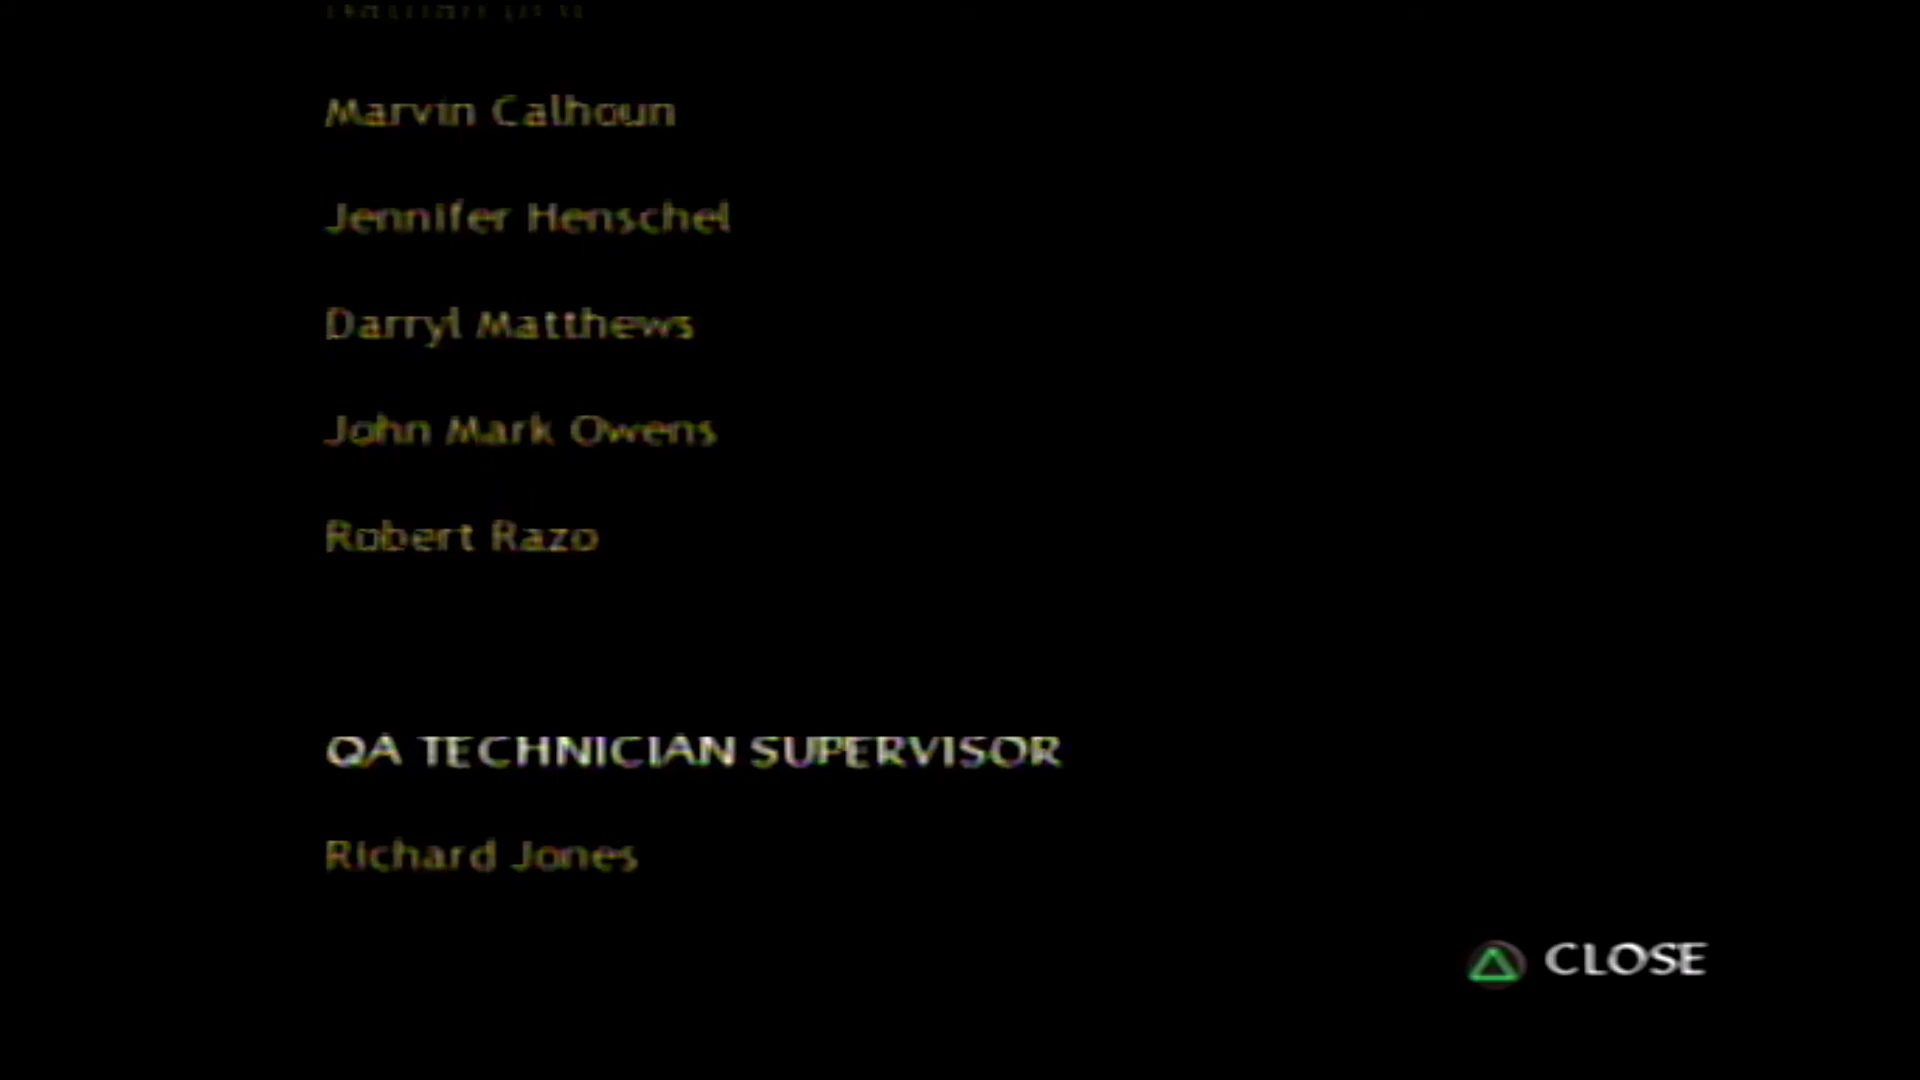 Marvin Calhoun
Jennifer Henschel
Darryl Matthews
John Mark Owens
Robert Razo
QA TECHNICIAN SUPERVISOR
Richard Jones
CLOSE